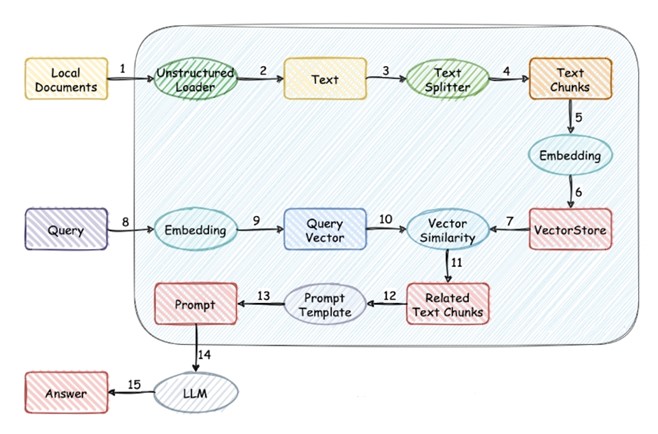 Local
Documents
1
Unstructured
Loader
2
Text
3
Text
Splitter
4
Text
Chunks
5
Embedding
6
Query
8
Embedding
9
Query
Vector
10
Vector
Similarity
7
VectorStore
11
Prompt
13
Prompt
Template
12
Related
Text Chunks
14
Answer
15
LLM